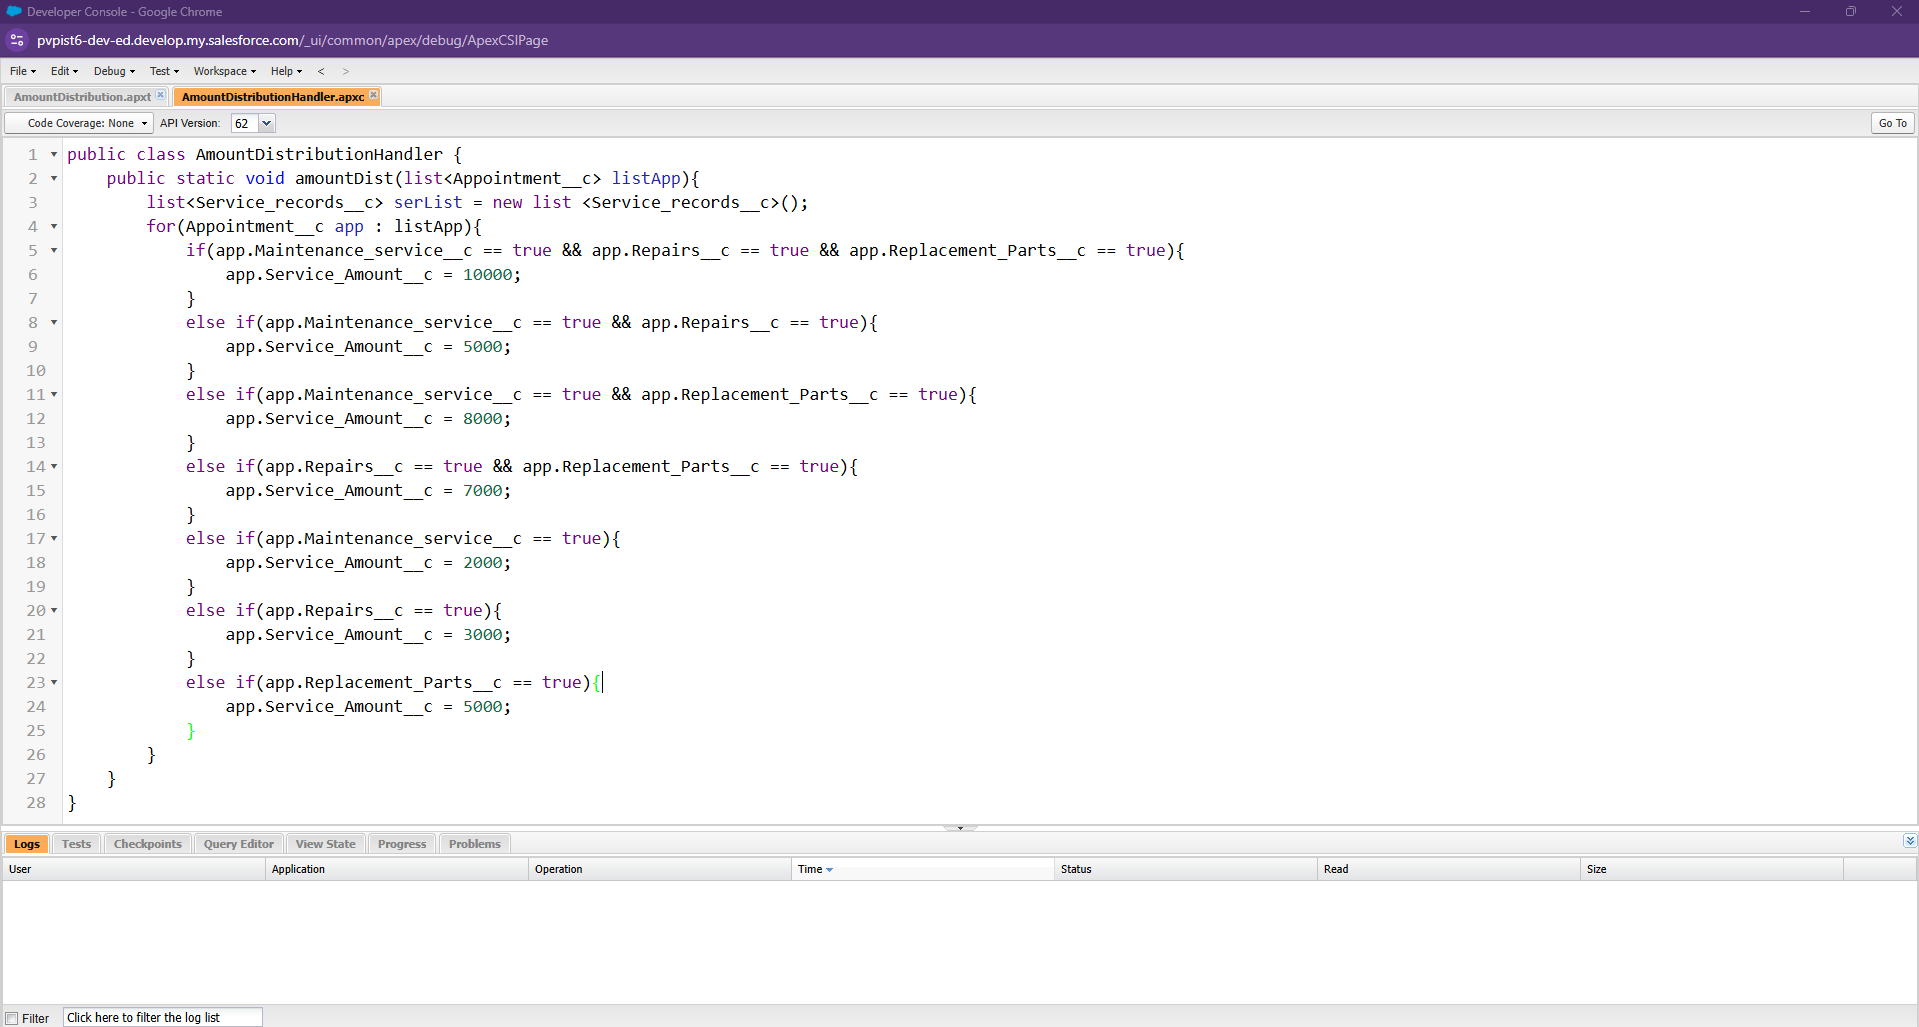 Developer Console - Google Chrome
pvpist6-dev-ed.develop.my.salesforce.com/_ui/common/apex/debug/ApexCSIPage
File Edit Debug Test Workspace Help < >
AmountDistribution.apxt AmountDistributionHandler.apxc
Code Coverage: None API Version: 62 Go To
1 public class AmountDistributionHandler {
2 public static void amountDist(list<Appointment__c> listApp){
3 list<Service_records__c> serList = new list <Service_records__c>();
4 for(Appointment__c app : listApp){
5 if(app.Maintenance_service__c == true && app.Repairs__c == true && app.Replacement_Parts__c == true){
6 app.Service_Amount__c = 10000;
7 }
8 else if(app.Maintenance_service__c == true && app.Repairs__c == true){
9 app.Service_Amount__c = 5000;
10 }
11 else if(app.Maintenance_service__c == true && app.Replacement_Parts__c == true){
12 app.Service_Amount__c = 8000;
13 }
14 else if(app.Repairs__c == true && app.Replacement_Parts__c == true){
15 app.Service_Amount__c = 7000;
16 }
17 else if(app.Maintenance_service__c == true){
18 app.Service_Amount__c = 2000;
19 }
20 else if(app.Repairs__c == true){
21 app.Service_Amount__c = 3000;
22 }
23 else if(app.Replacement_Parts__c == true){
24 app.Service_Amount__c = 5000;
25 }
26 }
27 }
28 }
Logs Tests Checkpoints Query Editor View State Progress Problems
User Application Operation Time Status Read Size
Filter Click here to filter the log list